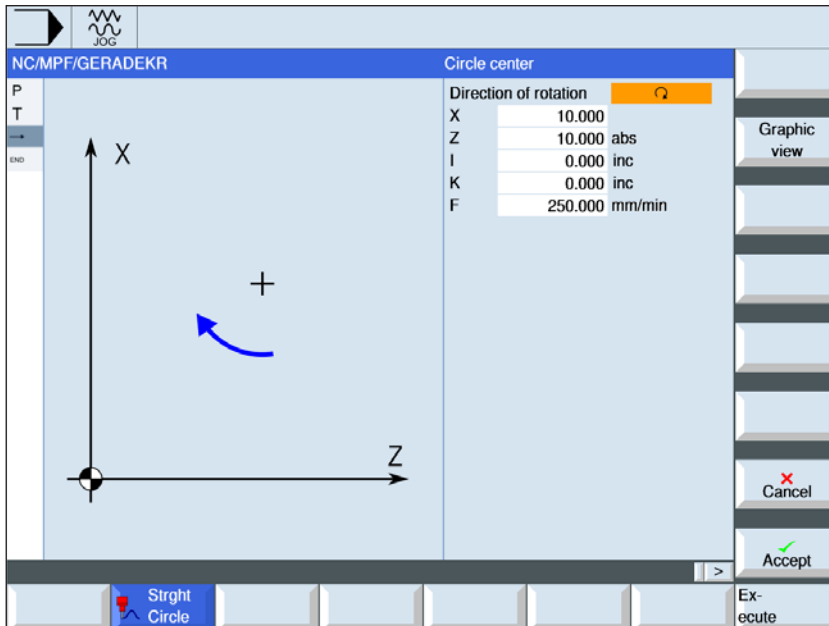 JOG
NC/MPF/GERADEKR
Circle center
P
T
END
X
Z
Direction of rotation
X 10.000
Z 10.000 abs
I 0.000 inc
K 0.000 inc
F 250.000 mm/min
Graphic
view
Cancel
Accept
>
Strght
Circle
Ex-
ecute